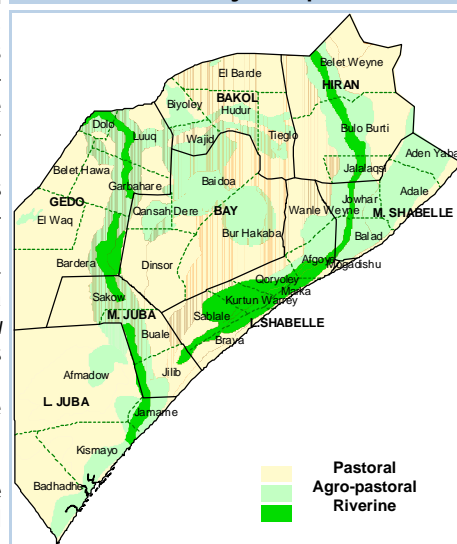 El Barde
Belet Weyne
HIRAN
BAKOL
Biyoley
Hudur
Dolo
Luuq
Wajid
Tieglo
Bulo Burti
Aden Yaba
Belet Hawa
Jalalaqsi
Garbahare
Baidoa
Adale
GEDO
Qansah Dere
BAY
Wanle Weyne
Jowhar
M. SHABELLE
El Waq
Bur Hakaba
Balad
Bardera
Dinsor
Afgoye
Mogadishu
Qoryoley
Sakow
Marka
Kurtun Warrey
M. JUBA
Sablale
L.SHABELLE
Buale
Braya
Afmadow
Jilib
L. JUBA
Jamame
Kismayo
Badhadhe
Pastoral
Agro-pastoral
Riverine